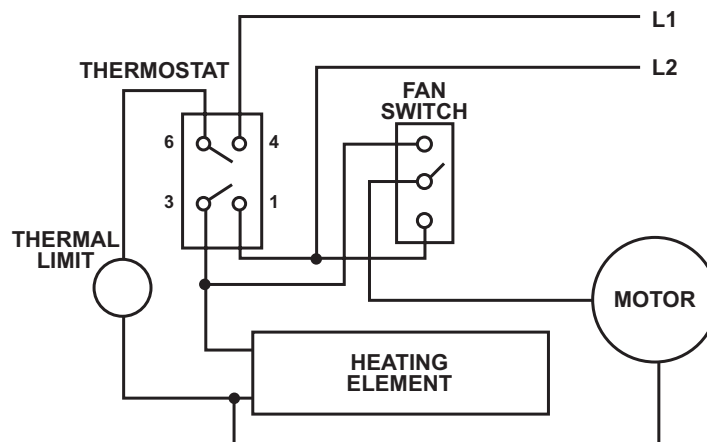 L1
L2
THERMOSTAT
FAN
SWITCH
6
4
3
1
THERMAL
LIMIT
MOTOR
HEATING
ELEMENT